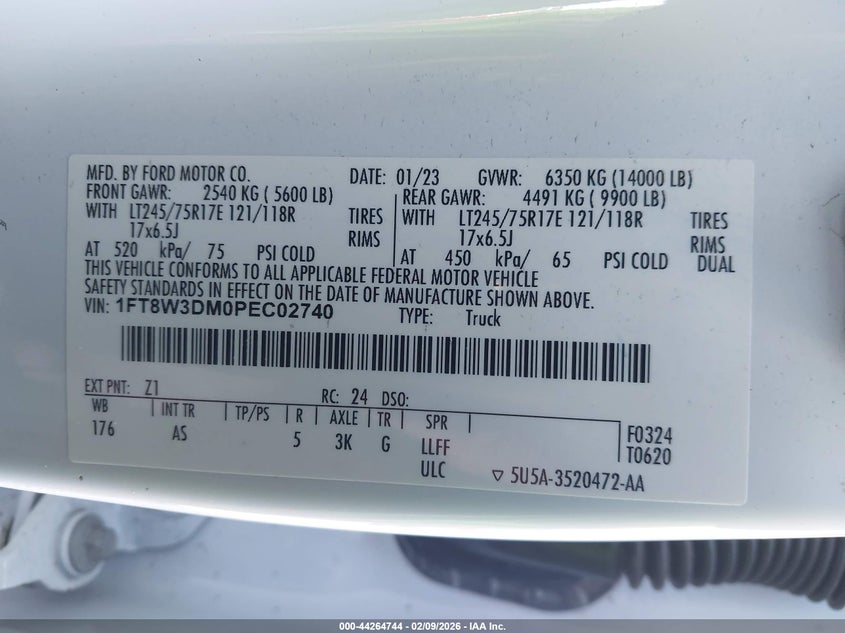 MFD. BY FORD MOTOR CO. DATE: 01/23 GVWR: 6350 KG (14000 LB)
FRONT GAWR: 2540 KG ( 5600 LB) REAR GAWR: 4491 KG ( 9900 LB)
WITH LT245/75R17E 121/118R TIRES WITH LT245/75R17E 121/118R TIRES
17x6.5J RIMS 17x6.5J RIMS
AT 520 kPa/ 75 PSI COLD AT 450 kPa/ 65 PSI COLD DUAL
THIS VEHICLE CONFORMS TO ALL APPLICABLE FEDERAL MOTOR VEHICLE
SAFETY STANDARDS IN EFFECT ON THE DATE OF MANUFACTURE SHOWN ABOVE.
VIN: 1FT8W3DM0PEC02740 TYPE: Truck
EXT PNT: Z1 RC: 24 DSO:
WB INT TR TP/PS R AXLE TR SPR
176 AS 5 3K G LLFF F0324
ULC T0620
5U5A-3520472-AA
000-44264744 - 02/09/2026 - IAA Inc.